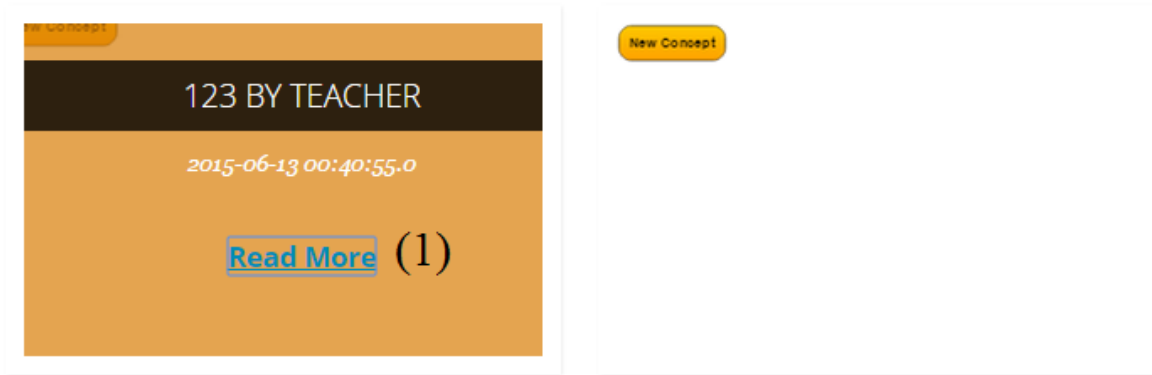 ew Concept
123 BY TEACHER
2015-06-13 00:40:55.0
Read More (1)
New Concept